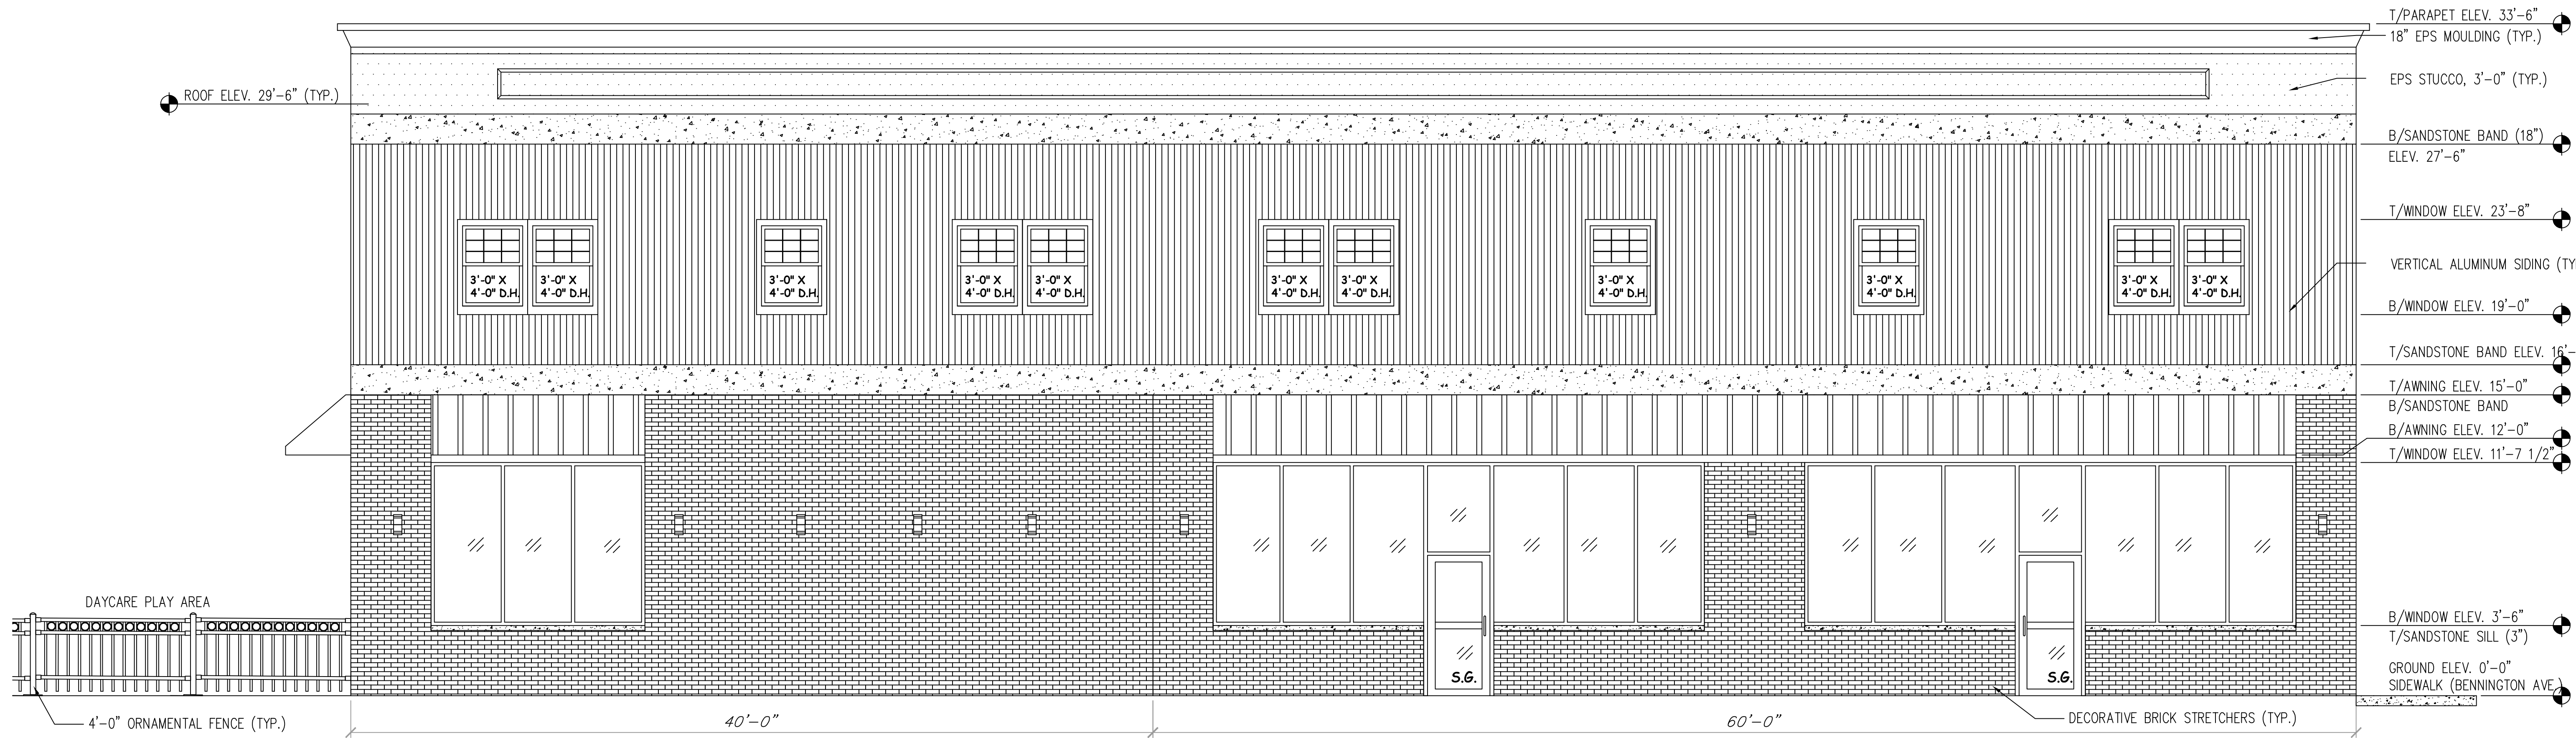 T/PARAPET ELEV. 33'-6"
18" EPS MOULDING (TYP.)
EPS STUCCO, 3'-0" (TYP.)
ROOF ELEV. 29'-6" (TYP.)
B/SANDSTONE BAND (18")
ELEV. 27'-6"
T/WINDOW ELEV. 23'-8"
VERTICAL ALUMINUM SIDING (TY
3'-0" X
4'-0" D.H.
3'-0" X
4'-0" D.H.
3'-0" X
4'-0" D.H.
3'-0" X
4'-0" D.H.
3'-0" X
4'-0" D.H.
3'-0" X
4'-0" D.H.
3'-0" X
4'-0" D.H.
3'-0" X
4'-0" D.H.
3'-0" X
4'-0" D.H.
3'-0" X
4'-0" D.H.
3'-0" X
4'-0" D.H.
B/WINDOW ELEV. 19'-0"
T/SANDSTONE BAND ELEV. 16'-
T/AWNING ELEV. 15'-0"
B/SANDSTONE BAND
B/AWNING ELEV. 12'-0"
T/WINDOW ELEV. 11'-7 1/2"
DAYCARE PLAY AREA
B/WINDOW ELEV. 3'-6"
T/SANDSTONE SILL (3")
S.G.
S.G.
GROUND ELEV. 0'-0"
SIDEWALK (BENNINGTON AVE.)
4'-0" ORNAMENTAL FENCE (TYP.)
40'-0"
60'-0"
DECORATIVE BRICK STRETCHERS (TYP.)